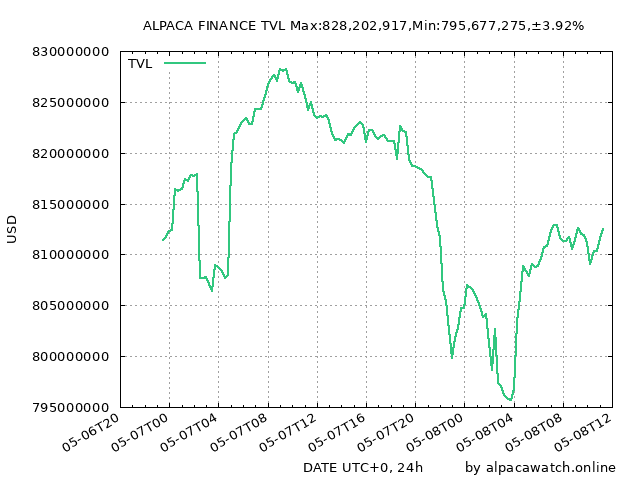 ALPACA FINANCE TVL Max:828,202,917,Min:795,677,275,±3.92%
830000000
TVL
825000000
820000000
815000000
USD
810000000
805000000
800000000
795000000
05-06T20 05-07T00 05-07T04 05-07T08 05-07T12 05-07T16 05-07T20 05-08T00 05-08T04 05-08T08 05-08T12
DATE UTC+0, 24h by alpacawatch.online